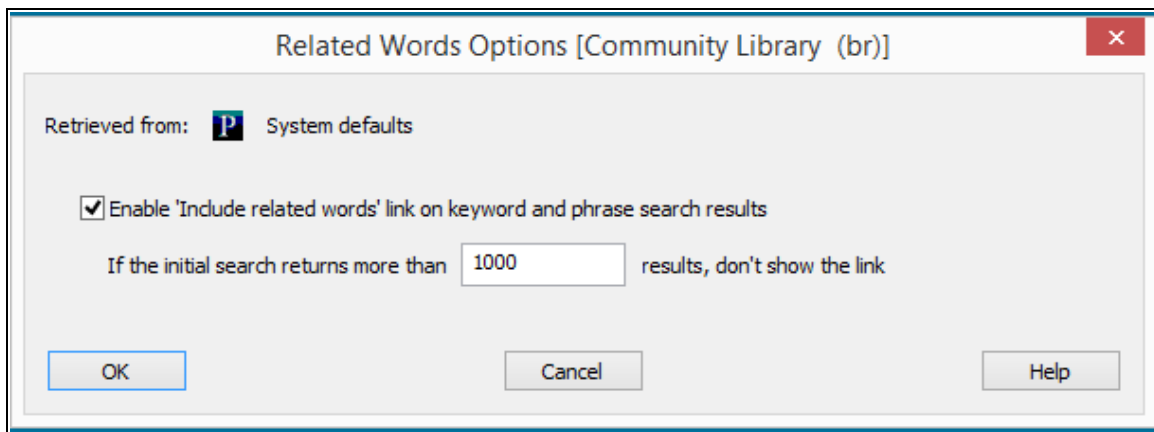 Related Words Options [Community Library (br)]
×
Retrieved from: P System defaults
Enable 'Include related words' link on keyword and phrase search results
If the initial search returns more than 1000 results, don't show the link
OK Cancel Help